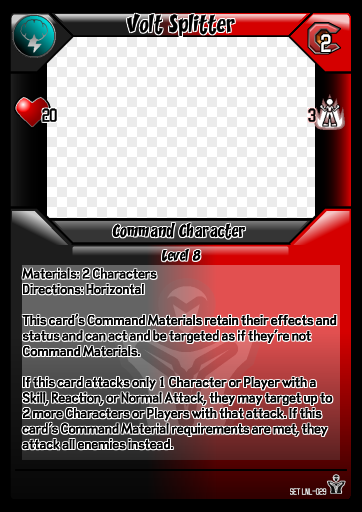 Volt Splitter
2
20
3
Command Character
Level 8
Materials: 2 Characters
Directions: Horizontal
This card's Command Materials retain their effects and
status and can act and be targeted as if they're not
Command Materials.
If this card attacks only 1 Character or Player with a
Skill, Reaction, or Normal Attack, they may target up to
2 more Characters or Players with that attack. If this
card's Command Material requirements are met, they
attack all enemies instead.
SET LNL-029